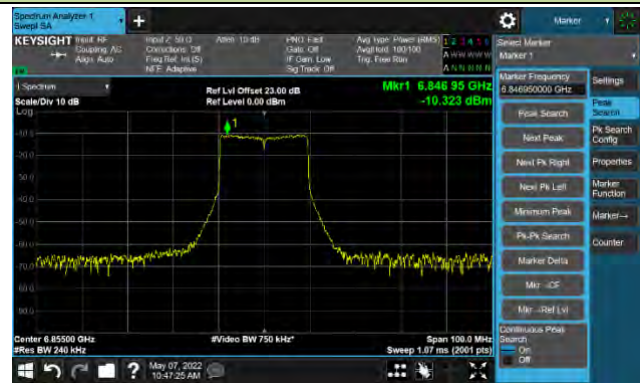 Spectrum Analyzer 1
Swept SA
Marker
KEYSIGHT
Input: RF
Coupling: AC
Align: Auto
Input Z: 50 Ω
Corrections: Off
Freq Ref: Int (S)
NFE: Adaptive
Atten: 10 dB
PNO: Fast
Gate: Off
IF Gain: Low
Sig Track: Off
Avg Type: Power (RMS)
Avg|Hold: 100/100
Trig: Free Run
1 2 3 4 5 6
A W W W W W
A N N N N N
Select Marker
Marker 1
1 Spectrum
Scale/Div 10 dB
Log
Ref Lvl Offset 23.00 dB
Ref Level 0.00 dBm
Mkr1 6.846 95 GHz
-10.323 dBm
1
-10.0
-20.0
-30.0
-40.0
-50.0
-60.0
-70.0
-80.0
-90.0
Center 6.85500 GHz
#Res BW 240 kHz
#Video BW 750 kHz*
Span 100.0 MHz
Sweep 1.07 ms (2001 pts)
Marker Frequency
6.846950000 GHz
Peak Search
Next Peak
Next Pk Right
Next Pk Left
Minimum Peak
Pk-Pk Search
Marker Delta
Mkr→CF
Mkr→Ref Lvl
Continuous Peak
Search
On
Off
Settings
Peak
Search
Pk Search
Config
Properties
Marker
Function
Marker→
Counter
?
May 07, 2022
10:47:25 AM